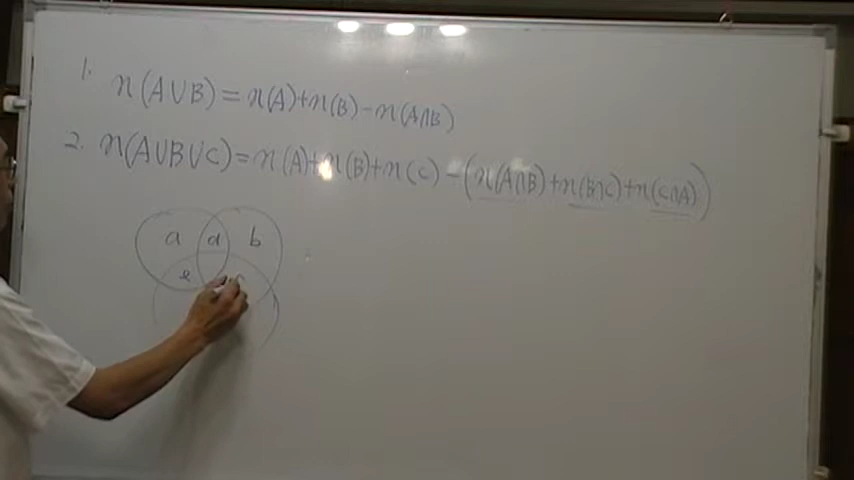 1. n(A∪B)=n(A)+n(B)-n(A∩B)
2. n(A∪B∪C)=n(A)+n(B)+n(C)-(n(A∩B)+n(B∩C)+n(C∩A))
a d b
e